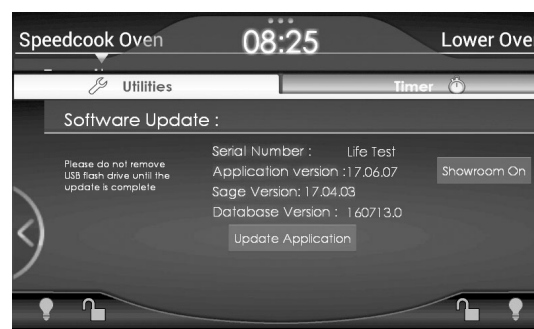 Speedcook Oven
08:25
Lower Ove
Utilities
Timer
Software Update :
Please do not remove
USB flash drive until the
update is complete
Serial Number : Life Test
Application version :17.06.07
Sage Version: 17.04.03
Database Version : 160713.0
Showroom On
Update Application